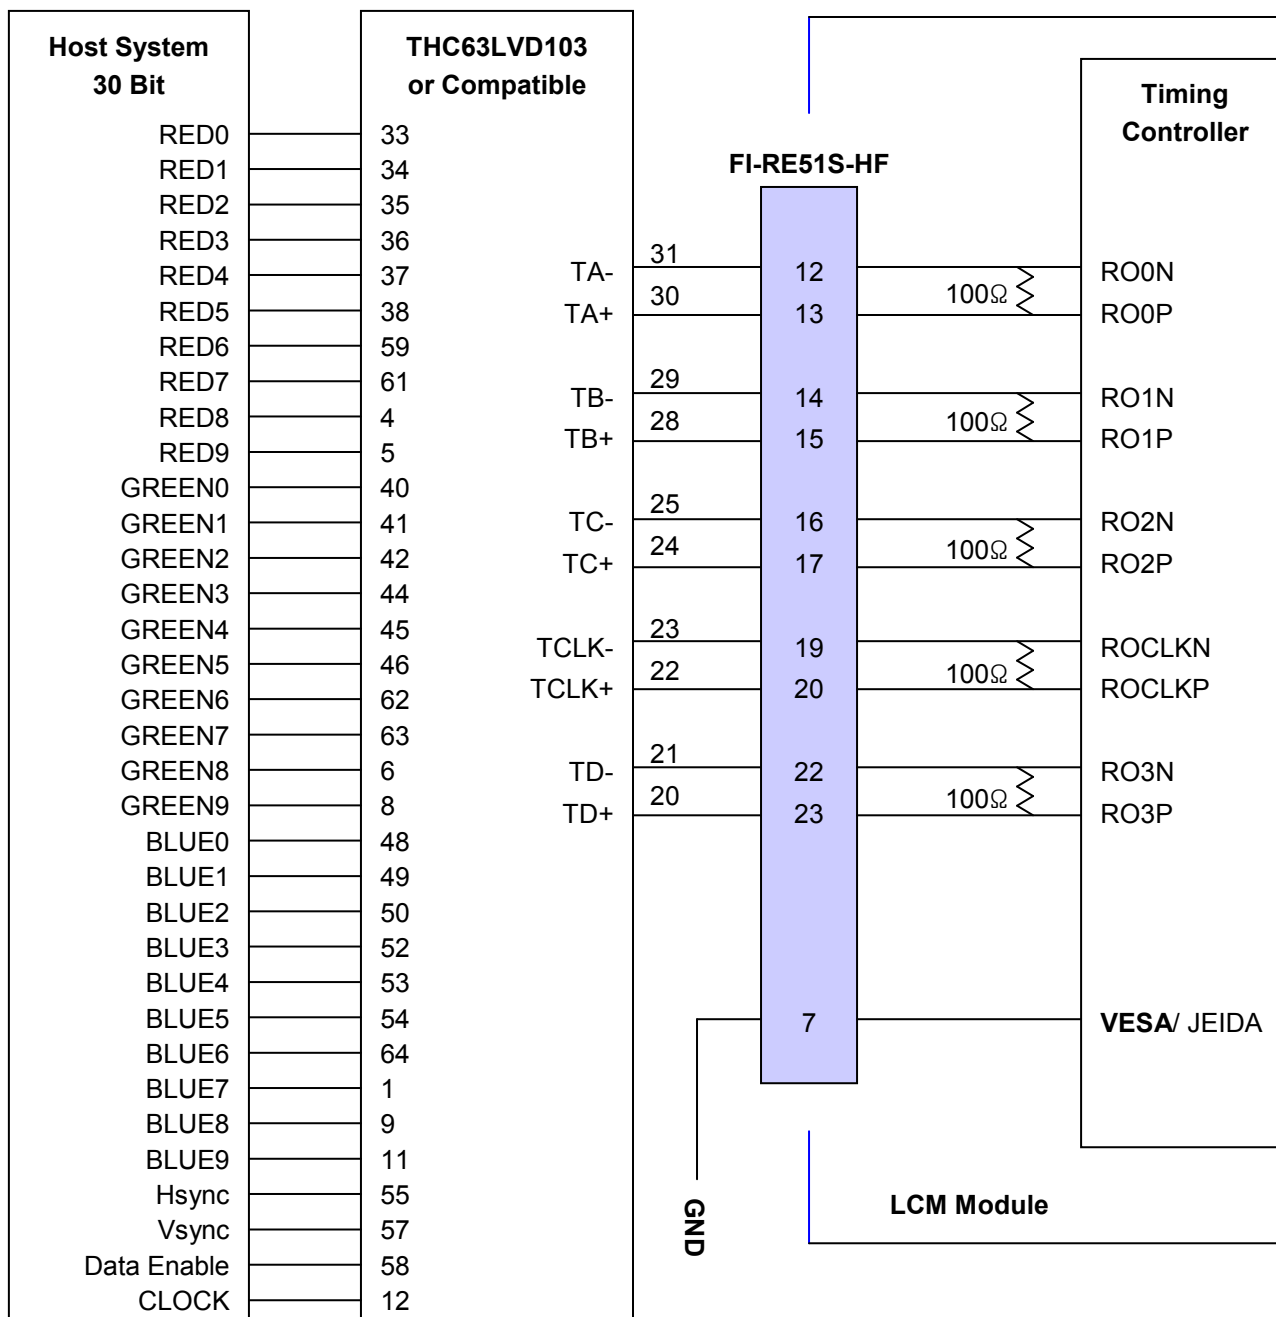 Host System
30 Bit
RED0
RED1
RED2
RED3
RED4
RED5
RED6
RED7
RED8
RED9
GREEN0
GREEN1
GREEN2
GREEN3
GREEN4
GREEN5
GREEN6
GREEN7
GREEN8
GREEN9
BLUE0
BLUE1
BLUE2
BLUE3
BLUE4
BLUE5
BLUE6
BLUE7
BLUE8
BLUE9
Hsync
Vsync
Data Enable
CLOCK
THC63LVD103
or Compatible
33
34
35
36
37
38
59
61
4
5
40
41
42
44
45
46
62
63
6
8
48
49
50
52
53
54
64
1
9
11
55
57
58
12
TA-
TA+
TB-
TB+
TC-
TC+
TCLK-
TCLK+
TD-
TD+
31
30
29
28
25
24
23
22
21
20
GND
FI-RE51S-HF
12
13
14
15
16
17
19
20
22
23
7
100Ω
100Ω
100Ω
100Ω
100Ω
Timing
Controller
RO0N
RO0P
RO1N
RO1P
RO2N
RO2P
ROCLKN
ROCLKP
RO3N
RO3P
VESA/ JEIDA
LCM Module